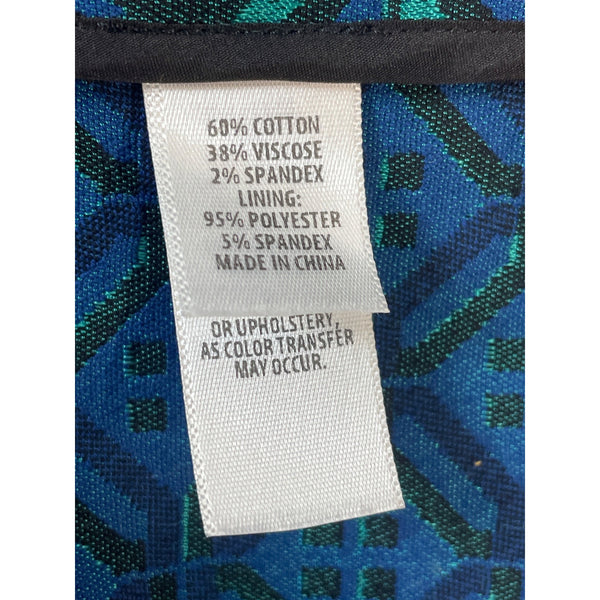 60% COTTON
38% VISCOSE
2% SPANDEX
LINING:
95% POLYESTER
5% SPANDEX
MADE IN CHINA
OR UPHOLSTERY,
AS COLOR TRANSFER
MAY OCCUR.